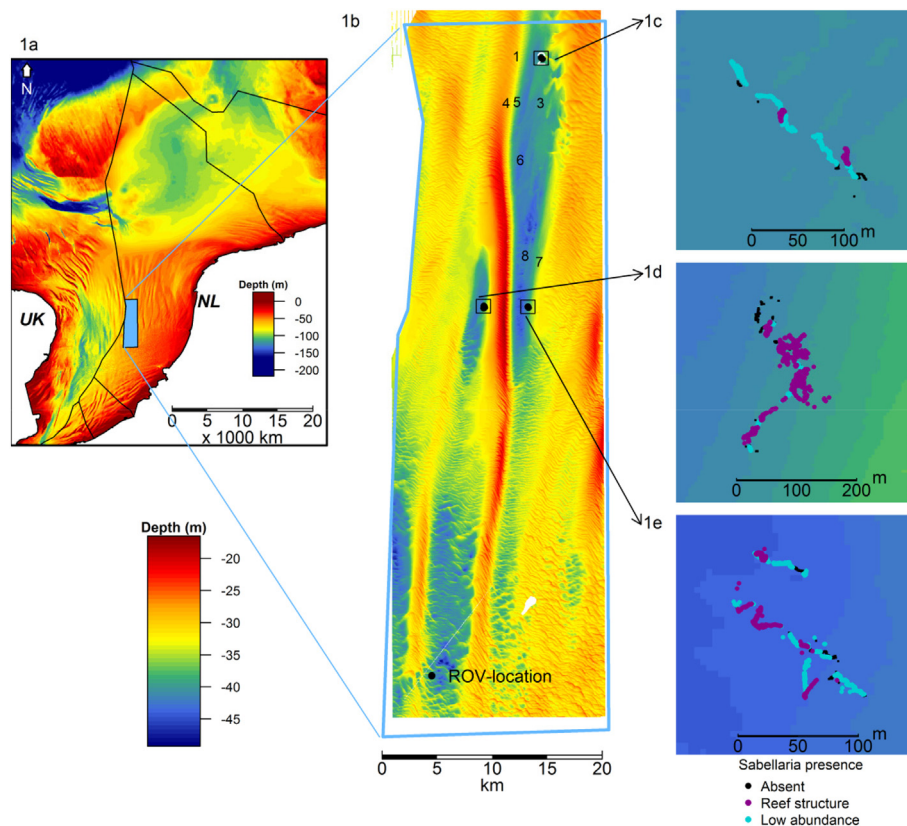 1a
N
UK
NL
Depth (m)
0
-50
-100
-150
-200
0 5 10 15 20
x 1000 km
Depth (m)
-20
-25
-30
-35
-40
-45
1b
1
4 5 3
6
8 7
ROV-location
0 5 10 15 20
km
1c
0 50 100 m
1d
0 100 200 m
1e
0 50 100 m
Sabellaria presence
Absent
Reef structure
Low abundance